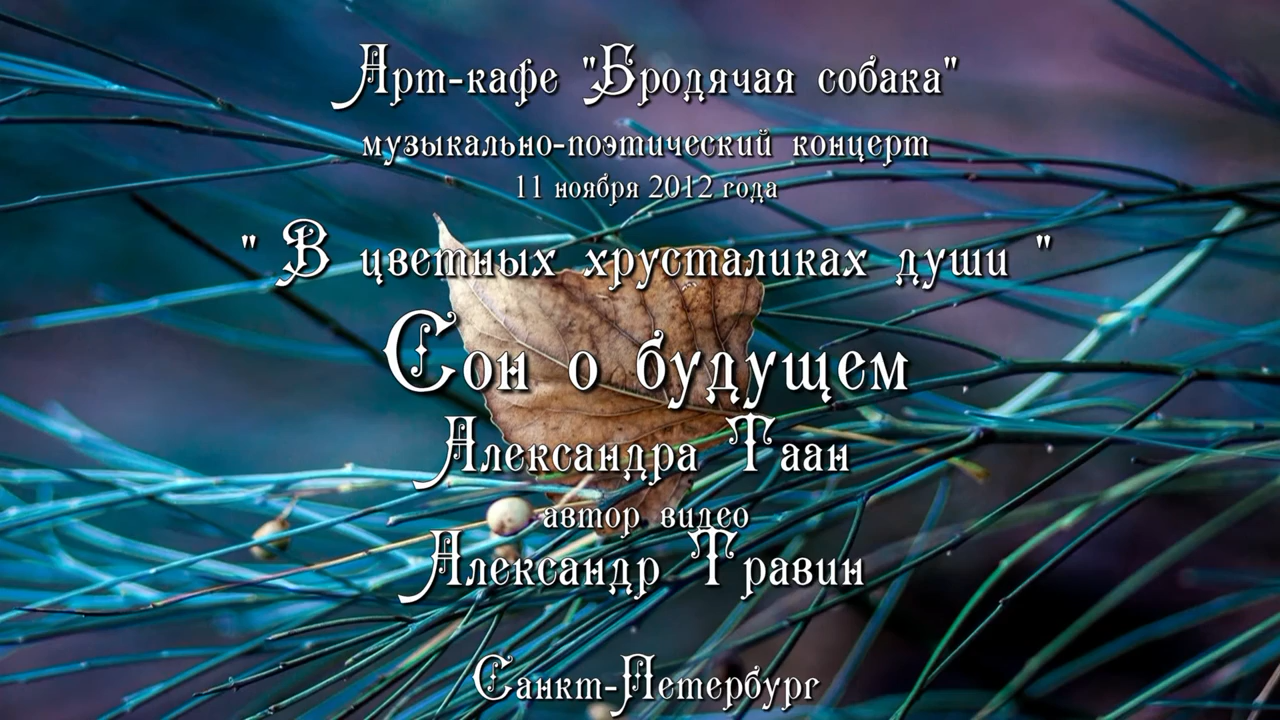 Арт-кафе "Бродячая собака"
музыкально-поэтический концерт
11 ноября 2012 года
" В цветных хрусталиках души "
Сон о будущем
Александра Таан
автор видео
Александр Травин
Санкт-Петербург